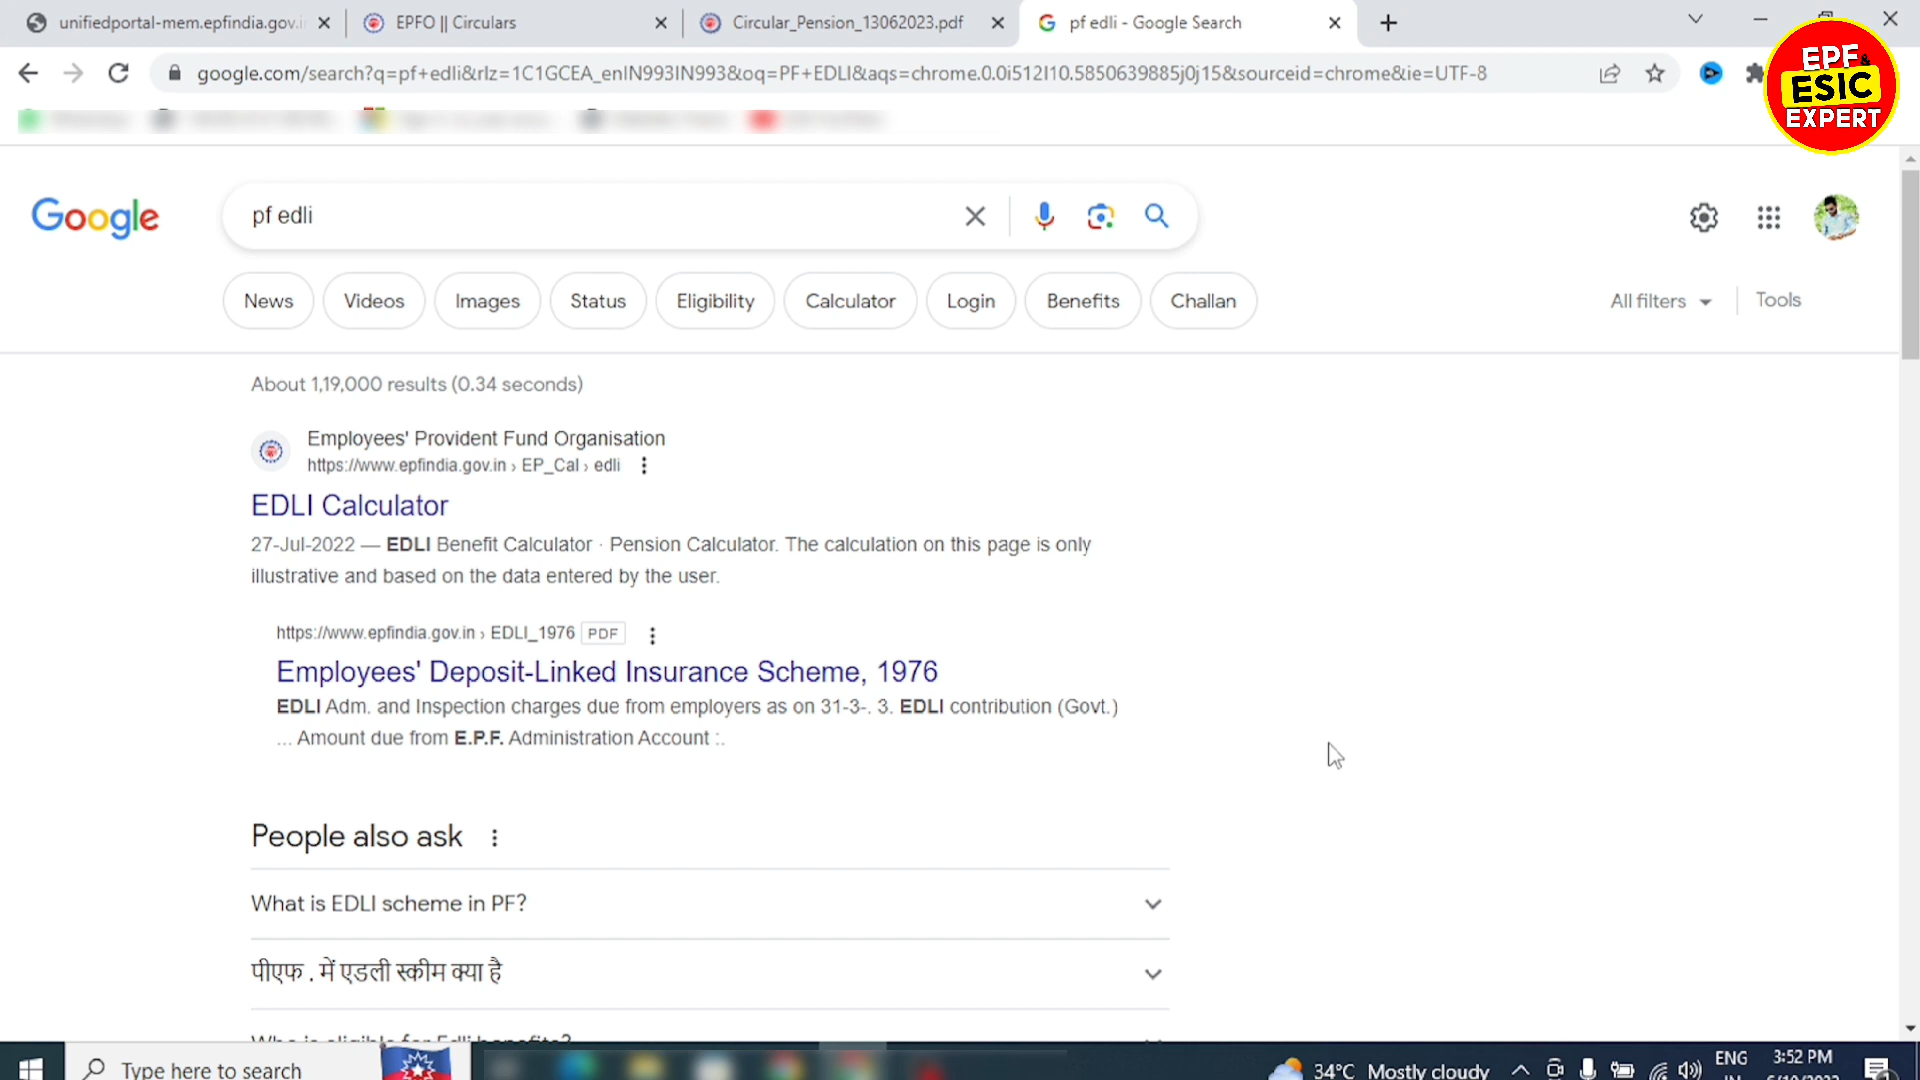 unifiedportal-mem.epfindia.gov.i
EPFO || Circulars
Circular_Pension_13062023.pdf
pf edli - Google Search
google.com/search?q=pf+edli&rlz=1C1GCEA_enIN993IN993&oq=PF+EDLI&aqs=chrome.0.0i512l10.5850639885j0j15&sourceid=chrome&ie=UTF-8
EPF &
ESIC
EXPERT
Google
pf edli
News
Videos
Images
Status
Eligibility
Calculator
Login
Benefits
Challan
All filters
Tools
About 1,19,000 results (0.34 seconds)
Employees' Provident Fund Organisation
https://www.epfindia.gov.in › EP_Cal › edli
EDLI Calculator
27-Jul-2022 — EDLI Benefit Calculator · Pension Calculator. The calculation on this page is only
illustrative and based on the data entered by the user.
https://www.epfindia.gov.in › EDLI_1976 PDF
Employees' Deposit-Linked Insurance Scheme, 1976
EDLI Adm. and Inspection charges due from employers as on 31-3-. 3. EDLI contribution (Govt.)
... Amount due from E.P.F. Administration Account :.
People also ask
What is EDLI scheme in PF?
पीएफ . में एडली स्कीम क्या है
Who is eligible for Edli benefits?
Type here to search
34°C Mostly cloudy
ENG
IN
3:52 PM